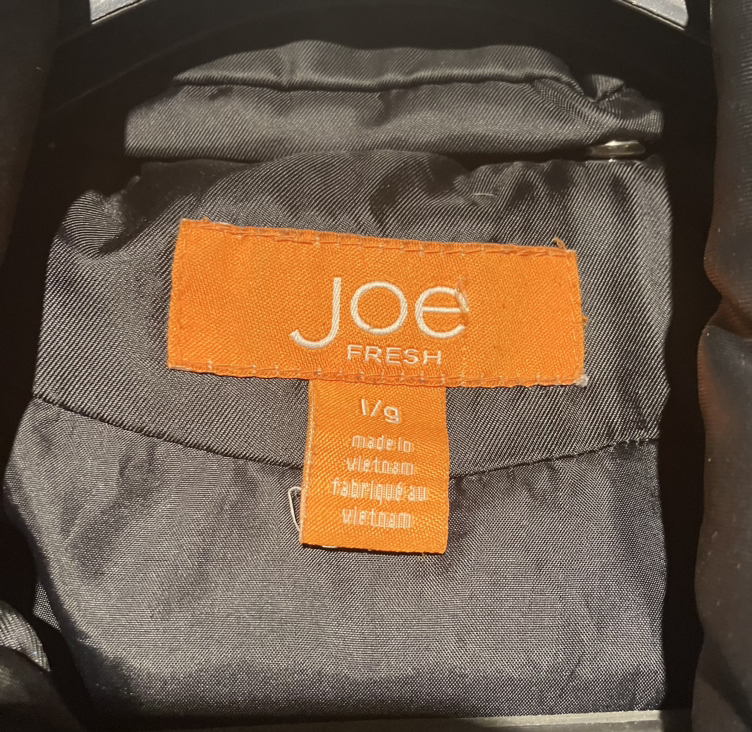 Joe
FRESH
l/g
made in
vietnam
fabriqué au
vietnam